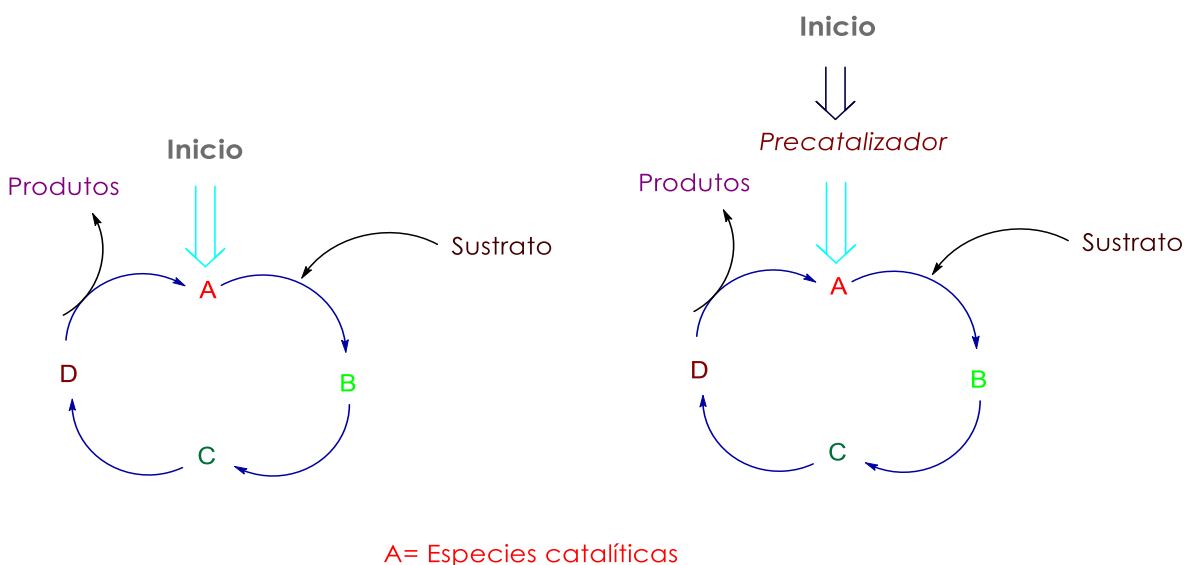 Inicio
Produtos
Sustrato
A
D
B
C
Inicio
Precatalizador
Produtos
Sustrato
A
D
B
C
A= Especies catalíticas